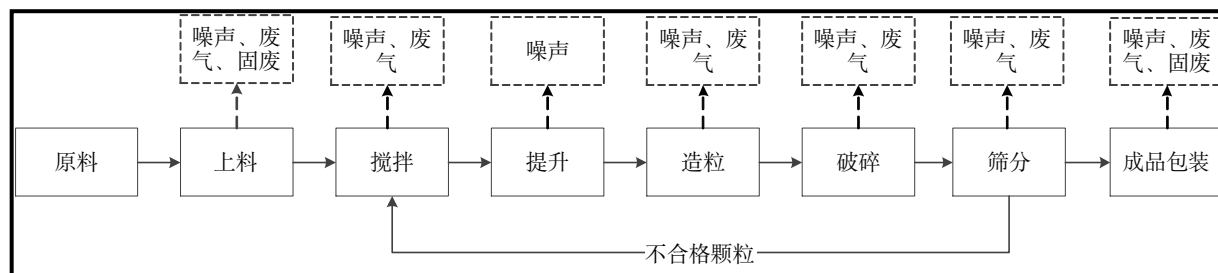 噪声、废
气、固废
噪声、废
气
噪声
噪声、废
气
噪声、废
气
噪声、废
气
噪声、废
气、固废
原料
上料
搅拌
提升
造粒
破碎
筛分
成品包装
不合格颗粒